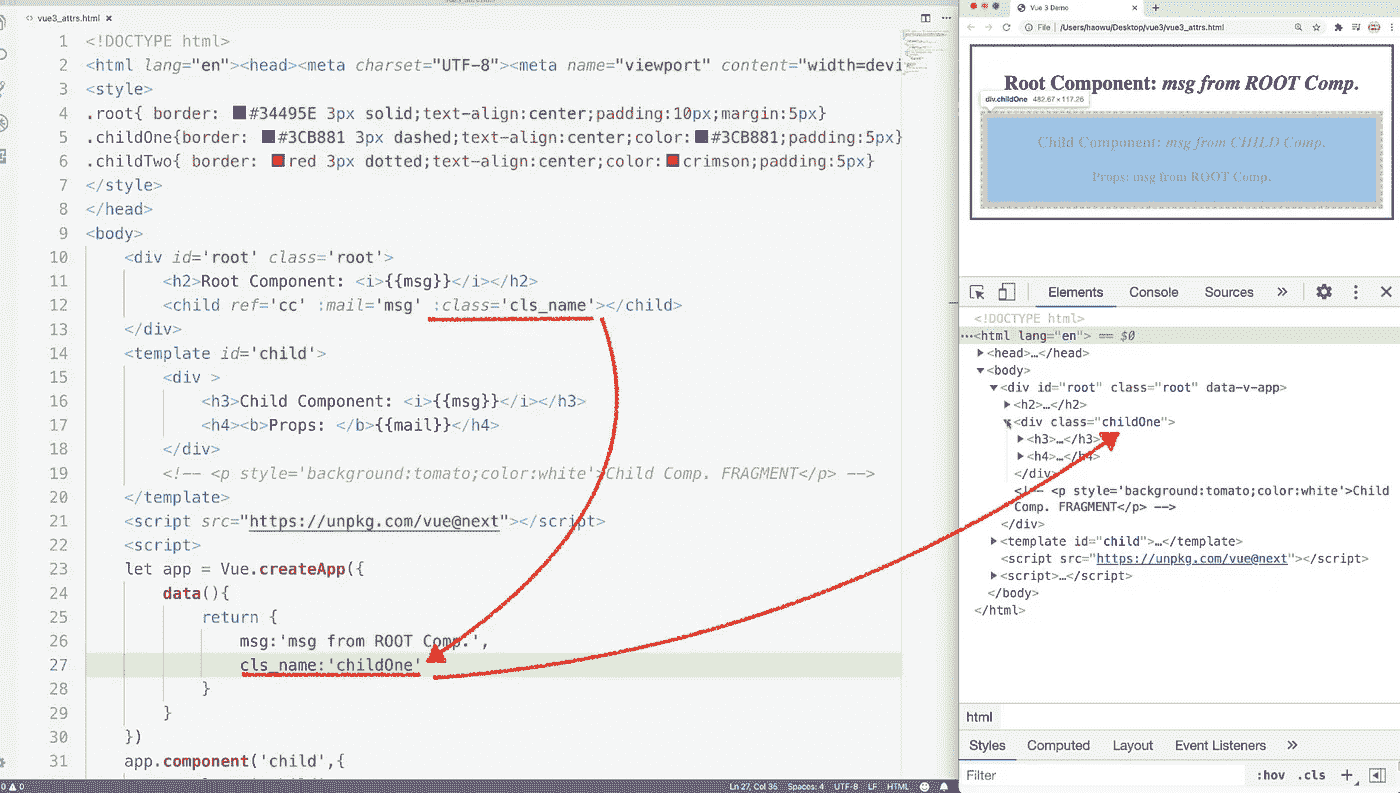 vue3_attrs.html
1 <!DOCTYPE html>
2 <html lang="en"><head><meta charset="UTF-8"><meta name="viewport" content="width=devi
3 <style>
4 .root{ border: #34495E 3px solid;text-align:center;padding:10px;margin:5px}
5 .childOne{border: #3CB881 3px dashed;text-align:center;color:#3CB881;padding:5px}
6 .childTwo{ border: red 3px dotted;text-align:center;color:crimson;padding:5px}
7 </style>
8 </head>
9 <body>
10 <div id='root' class='root'>
11 <h2>Root Component: <i>{{msg}}</i></h2>
12 <child ref='cc' :mail='msg' :class='cls_name'></child>
13 </div>
14 <template id='child'>
15 <div >
16 <h3>Child Component: <i>{{msg}}</i></h3>
17 <h4><b>Props: </b>{{mail}}</h4>
18 </div>
19 <!-- <p style='background:tomato;color:white'>Child Comp. FRAGMENT</p> -->
20 </template>
21 <script src="https://unpkg.com/vue@next"></script>
22 <script>
23 let app = Vue.createApp({
24 data(){
25 return {
26 msg:'msg from ROOT Comp.',
27 cls_name:'childOne'
28 }
29 }
30 })
31 app.component('child',{
Ln 27, Col 36 Spaces: 4 UTF-8 LF HTML
Vue 3 Demo
File /Users/haowu/Desktop/vue3/vue3_attrs.html
Root Component: msg from ROOT Comp.
div.childOne 482.67 × 117.26
Child Component: msg from CHILD Comp.
Props: msg from ROOT Comp.
Elements Console Sources »
<!DOCTYPE html>
<html lang="en"> == $0
<head>…</head>
<body>
<div id="root" class="root" data-v-app>
<h2>…</h2>
<div class="childOne">
<h3>…</h3>
<h4>…</h4>
</div>
<!-- <p style='background:tomato;color:white'>Child
Comp. FRAGMENT</p> -->
</div>
<template id="child">…</template>
<script src="https://unpkg.com/vue@next"></script>
<script>…</script>
</body>
</html>
html
Styles Computed Layout Event Listeners »
Filter :hov .cls +